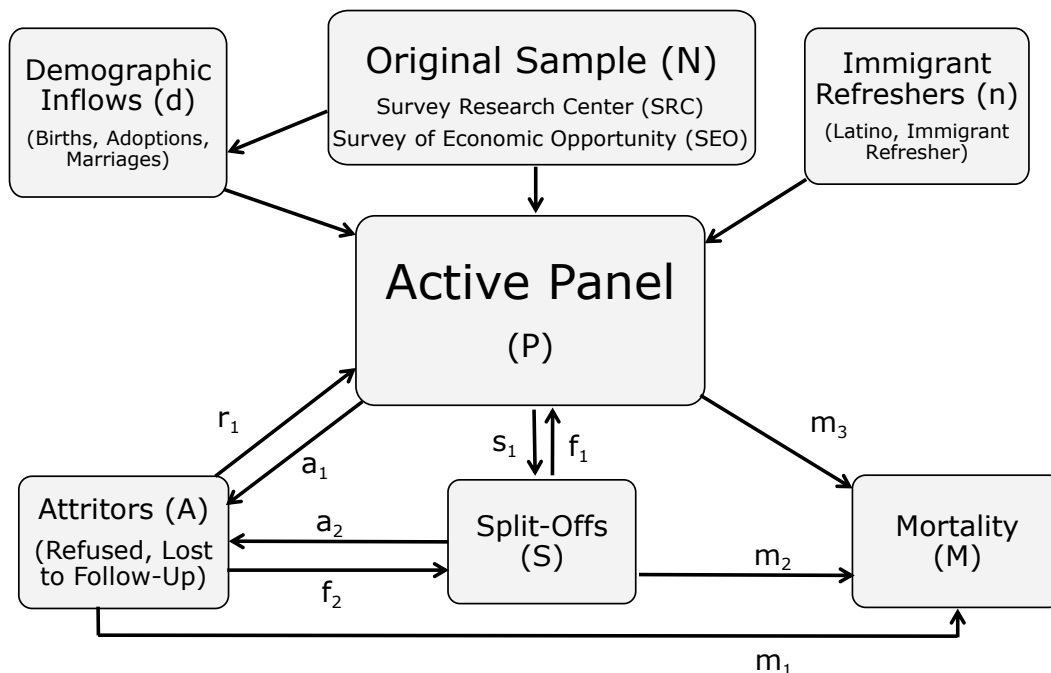 Demographic
Inflows (d)
(Births, Adoptions,
Marriages)
Original Sample (N)
Survey Research Center (SRC)
Survey of Economic Opportunity (SEO)
Immigrant
Refreshers (n)
(Latino, Immigrant
Refresher)
Active Panel
(P)
r₁
a₁
s₁
f₁
m₃
Attritors (A)
(Refused, Lost
to Follow-Up)
a₂
f₂
Split-Offs
(S)
m₂
Mortality
(M)
m₁